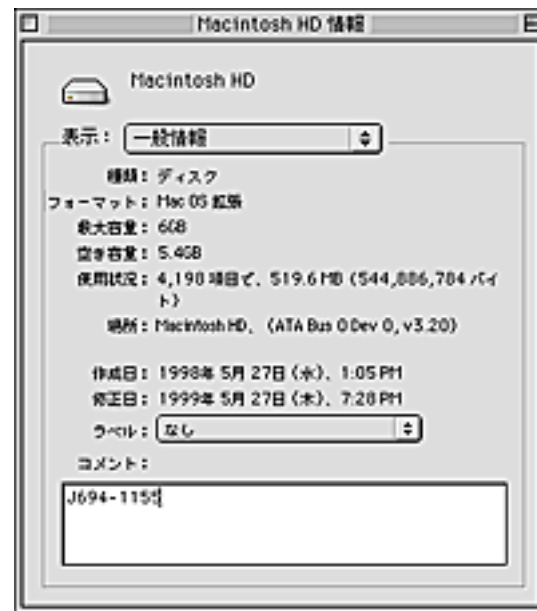 Macintosh HD 情報
Macintosh HD
表示： 一般情報
種類： ディスク
フォーマット： Mac OS 拡張
最大容量： 6GB
空き容量： 5.4GB
使用状況： 4,198 項目で、519.6 MB (544,886,784 バイ
ト)
場所： Macintosh HD、 (ATA Bus 0 Dev 0, v3.20)
作成日： 1998年 5月 27日 (水)、1:05 PM
修正日： 1999年 5月 27日 (木)、7:28 PM
ラベル： なし
コメント：
J694-1155